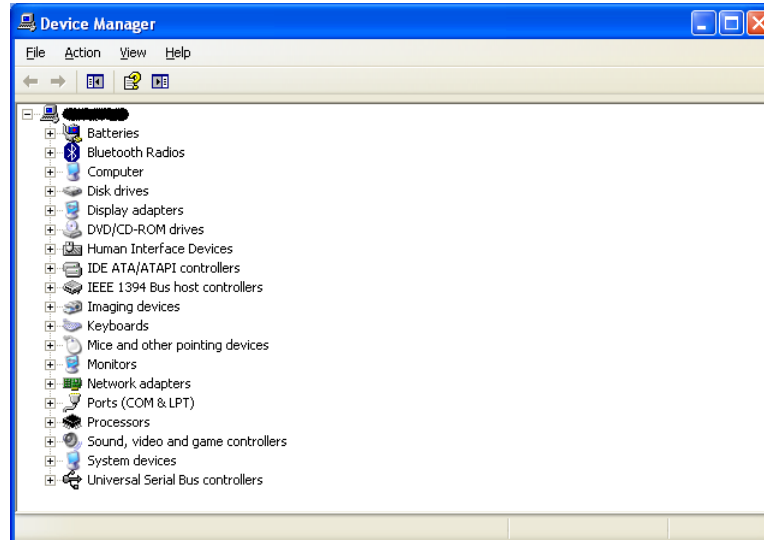 Device Manager
File Action View Help
Batteries
Bluetooth Radios
Computer
Disk drives
Display adapters
DVD/CD-ROM drives
Human Interface Devices
IDE ATA/ATAPI controllers
IEEE 1394 Bus host controllers
Imaging devices
Keyboards
Mice and other pointing devices
Monitors
Network adapters
Ports (COM & LPT)
Processors
Sound, video and game controllers
System devices
Universal Serial Bus controllers